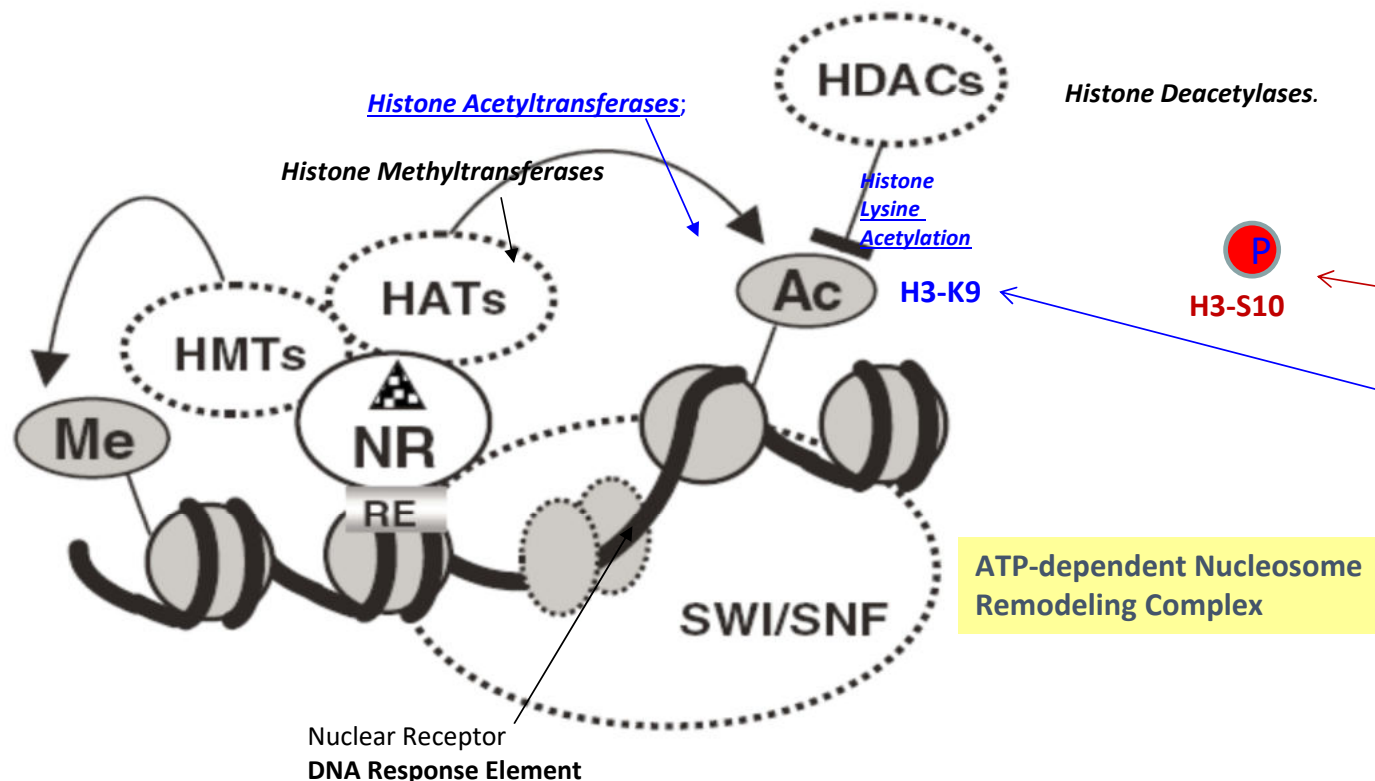 HDACs
Histone Deacetylases.
Histone Acetyltransferases;
Histone Methyltransferases
Histone
Lysine
Acetylation
P
H3-S10
Ac
H3-K9
HATs
HMTs
Me
NR
RE
SWI/SNF
ATP-dependent Nucleosome
Remodeling Complex
Nuclear Receptor
DNA Response Element